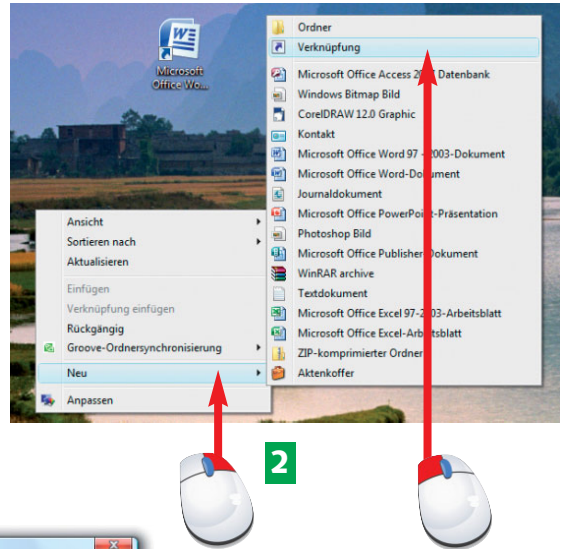 Microsoft
Office Wo...
Ordner
Verknüpfung
Microsoft Office Access 2007 Datenbank
Windows Bitmap Bild
CorelDRAW 12.0 Graphic
Kontakt
Microsoft Office Word 97 - 2003-Dokument
Microsoft Office Word-Dokument
Journaldokument
Microsoft Office PowerPoint-Präsentation
Photoshop Bild
Microsoft Office Publisher-Dokument
WinRAR archive
Textdokument
Microsoft Office Excel 97-2003-Arbeitsblatt
Microsoft Office Excel-Arbeitsblatt
ZIP-komprimierter Ordner
Aktenkoffer
Ansicht
Sortieren nach
Aktualisieren
Einfügen
Verknüpfung einfügen
Rückgängig
Groove-Ordnersynchronisierung
Neu
Anpassen
2